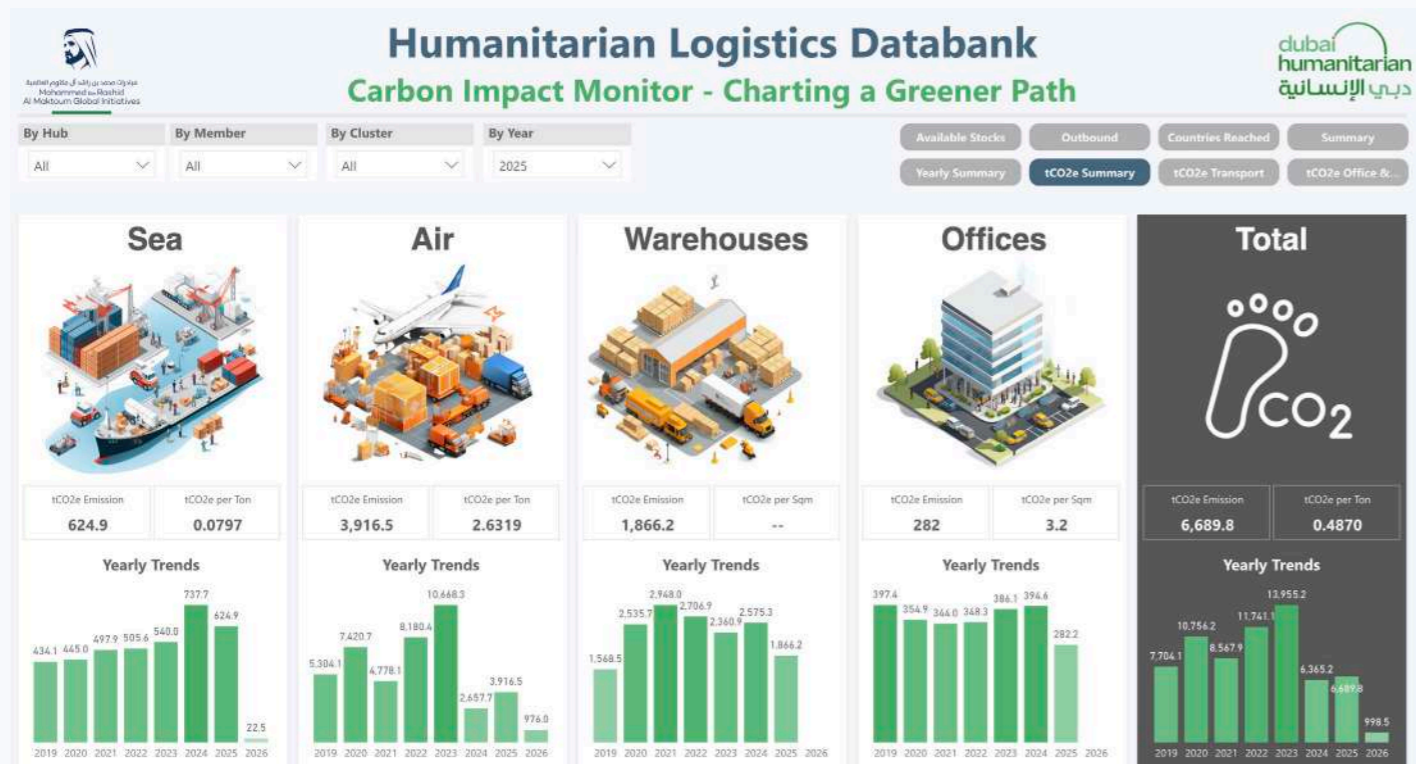 Humanitarian Logistics Databank
Carbon Impact Monitor - Charting a Greener Path
مبادرات محمد بن راشد آل مكتوم العالمية
Mohammed Bin Rashid
Al Maktoum Global Initiatives
dubai
humanitarian
دبي الإنسانية
By Hub
By Member
By Cluster
By Year
All
All
All
2025
Available Stocks
Outbound
Countries Reached
Summary
Yearly Summary
tCO2e Summary
tCO2e Transport
tCO2e Office &...
Sea
tCO2e Emission
624.9
tCO2e per Ton
0.0797
Yearly Trends
434.1 445.0 497.9 505.6 540.0 737.7 624.9 22.5
2019 2020 2021 2022 2023 2024 2025 2026
Air
tCO2e Emission
3,916.5
tCO2e per Ton
2.6319
Yearly Trends
5,304.1 7,420.7 4,778.1 8,180.4 10,668.3 2,657.7 3,916.5 976.0
2019 2020 2021 2022 2023 2024 2025 2026
Warehouses
tCO2e Emission
1,866.2
tCO2e per Sqm
--
Yearly Trends
1,568.5 2,535.7 2,948.0 2,706.9 2,360.9 2,575.3 1,866.2
2019 2020 2021 2022 2023 2024 2025 2026
Offices
tCO2e Emission
282
tCO2e per Sqm
3.2
Yearly Trends
397.4 354.9 344.0 348.3 386.1 394.6 282.2
2019 2020 2021 2022 2023 2024 2025 2026
Total
CO2
tCO2e Emission
6,689.8
tCO2e per Ton
0.4870
Yearly Trends
7,704.1 10,756.2 8,567.9 11,741.1 13,955.2 6,365.2 6,689.8 998.5
2019 2020 2021 2022 2023 2024 2025 2026